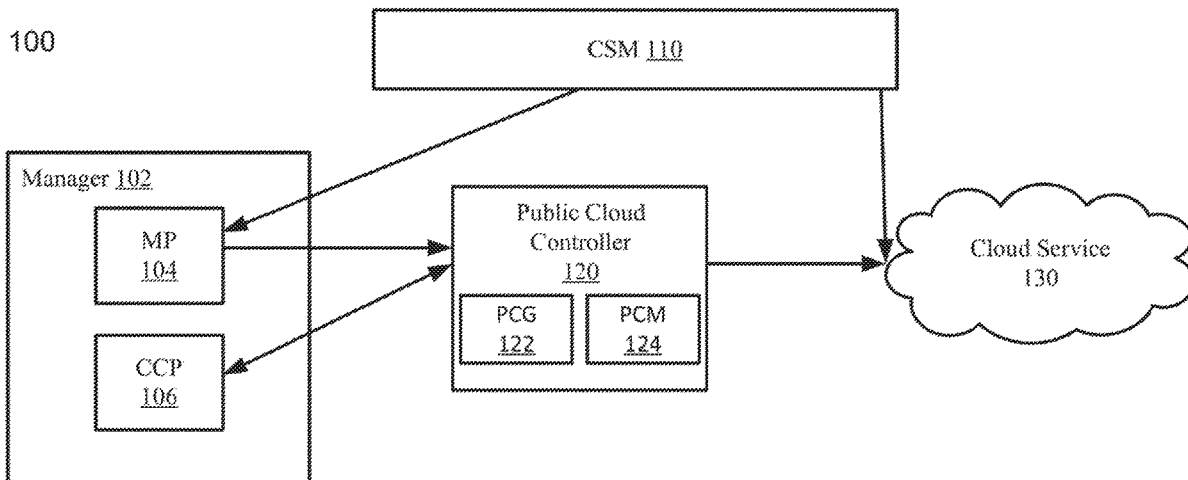 100
CSM 110
Manager 102
MP
104
CCP
106
Public Cloud
Controller
120
PCG
122
PCM
124
Cloud Service
130